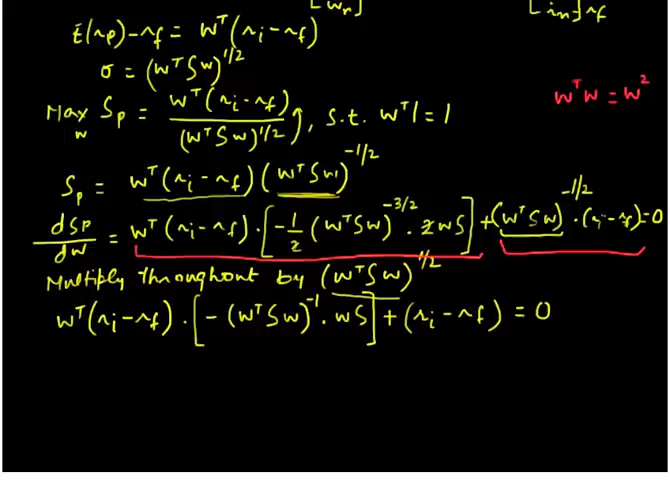 [wn] [in] rf
E(rp)-rf = wᵀ(ri-rf)
σ = (wᵀSw)^1/2
wᵀw = w²
Max w Sp = wᵀ(ri-rf) / (wᵀSw)^1/2, s.t. wᵀ1 = 1
Sp = wᵀ(ri-rf)(wᵀSw)^-1/2
dSp/dw = wᵀ(ri-rf)·[-1/2 (wᵀSw)^-3/2 · 2wS] + (wᵀSw)^-1/2 · (ri-rf) = 0
Multiply throughout by (wᵀSw)^1/2
wᵀ(ri-rf)·[-(wᵀSw)^-1 · wS] + (ri-rf) = 0